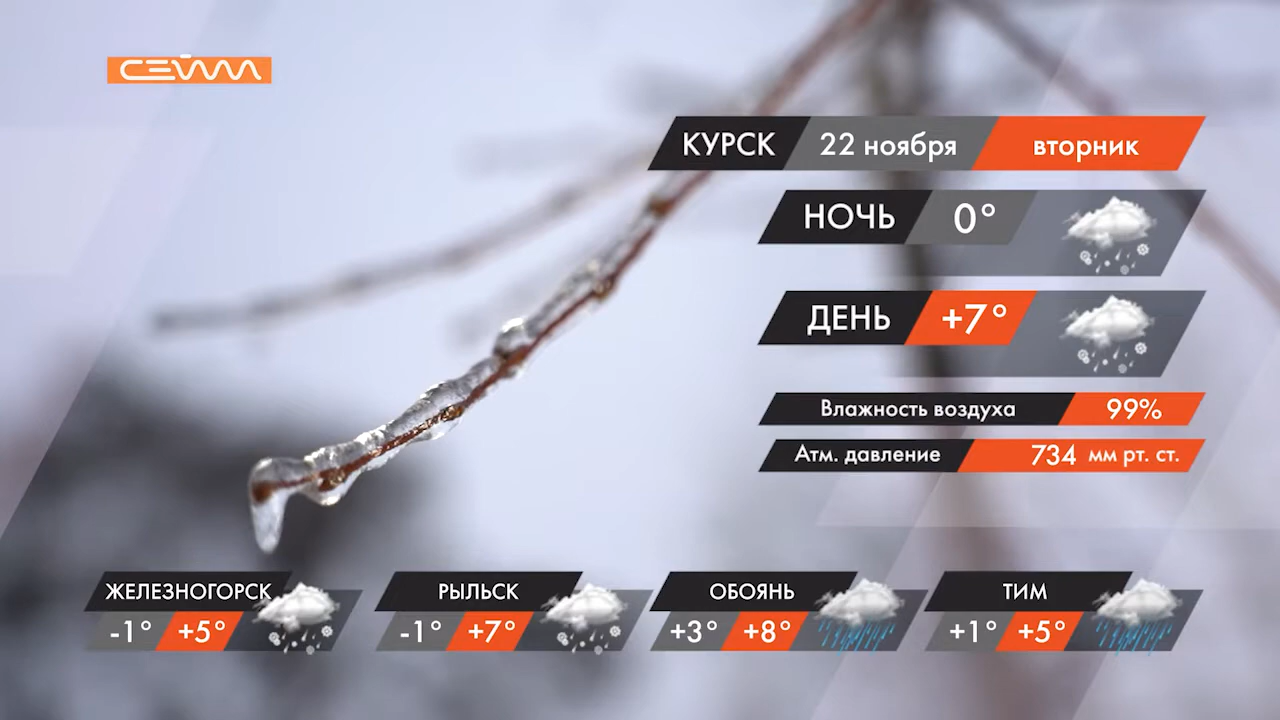 СЕЙМ
КУРСК 22 ноября вторник
НОЧЬ 0°
ДЕНЬ +7°
Влажность воздуха 99%
Атм. давление 734 мм рт. ст.
ЖЕЛЕЗНОГОРСК
-1° +5°
РЫЛЬСК
-1° +7°
ОБОЯНЬ
+3° +8°
ТИМ
+1° +5°